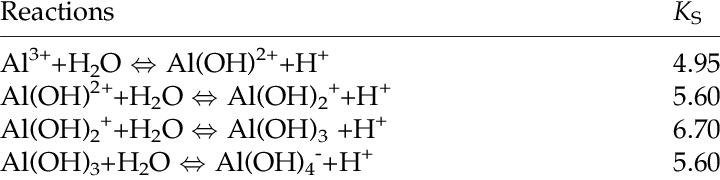 Reactions K_S
Al³⁺+H₂O ⇔ Al(OH)²⁺+H⁺ 4.95
Al(OH)²⁺+H₂O ⇔ Al(OH)₂⁺+H⁺ 5.60
Al(OH)₂⁺+H₂O ⇔ Al(OH)₃ +H⁺ 6.70
Al(OH)₃+H₂O ⇔ Al(OH)₄⁻+H⁺ 5.60